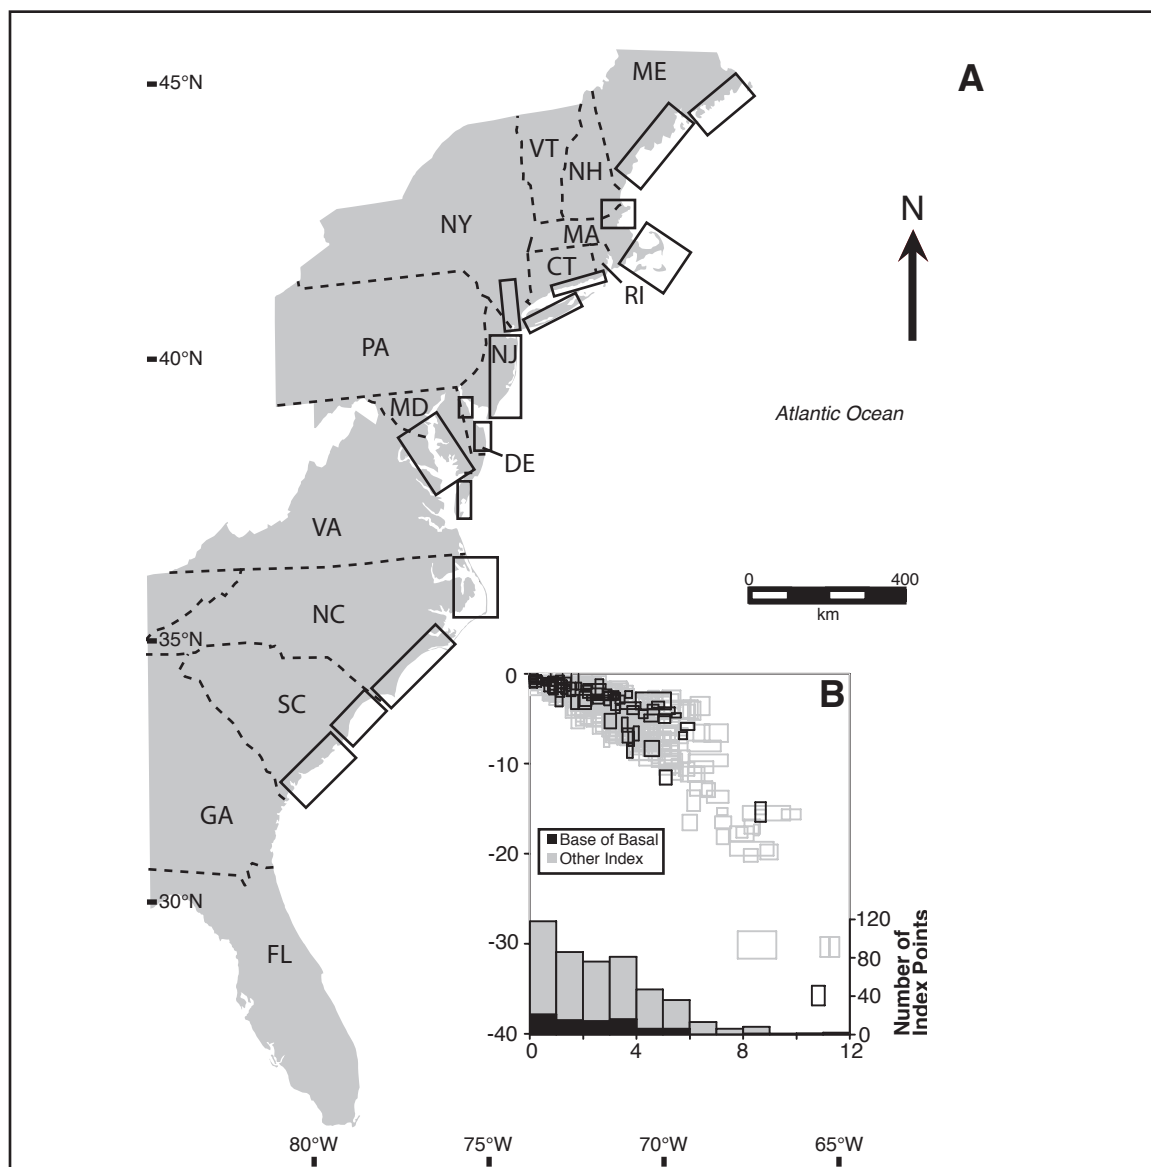 ME
A
45°N
VT
NH
N
NY
MA
CT
RI
PA
40°N
NJ
MD
Atlantic Ocean
DE
VA
0 400
km
NC
35°N
SC
GA
30°N
FL
B
0
-10
-20
-30
-40
Base of Basal
Other Index
120
80
40
0
Number of
Index Points
0 4 8 12
80°W 75°W 70°W 65°W